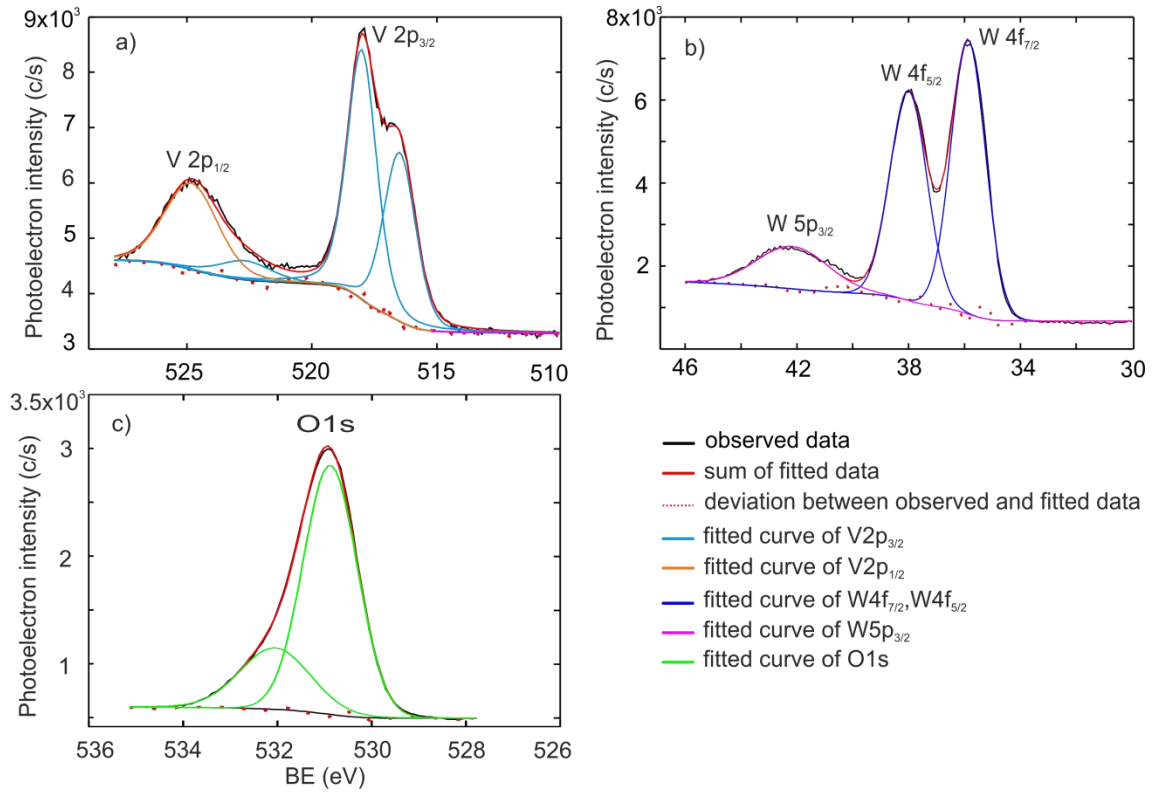 a)
9x10³
8
7
6
5
4
3
Photoelectron intensity (c/s)
V 2p₃/₂
V 2p₁/₂
525
520
515
510
b)
8x10³
6
4
2
Photoelectron intensity (c/s)
W 4f₇/₂
W 4f₅/₂
W 5p₃/₂
46
42
38
34
30
c)
3.5x10³
3
2
1
Photoelectron intensity (c/s)
O1s
536
534
532
530
528
526
BE (eV)
observed data
sum of fitted data
deviation between observed and fitted data
fitted curve of V2p₃/₂
fitted curve of V2p₁/₂
fitted curve of W4f₇/₂,W4f₅/₂
fitted curve of W5p₃/₂
fitted curve of O1s